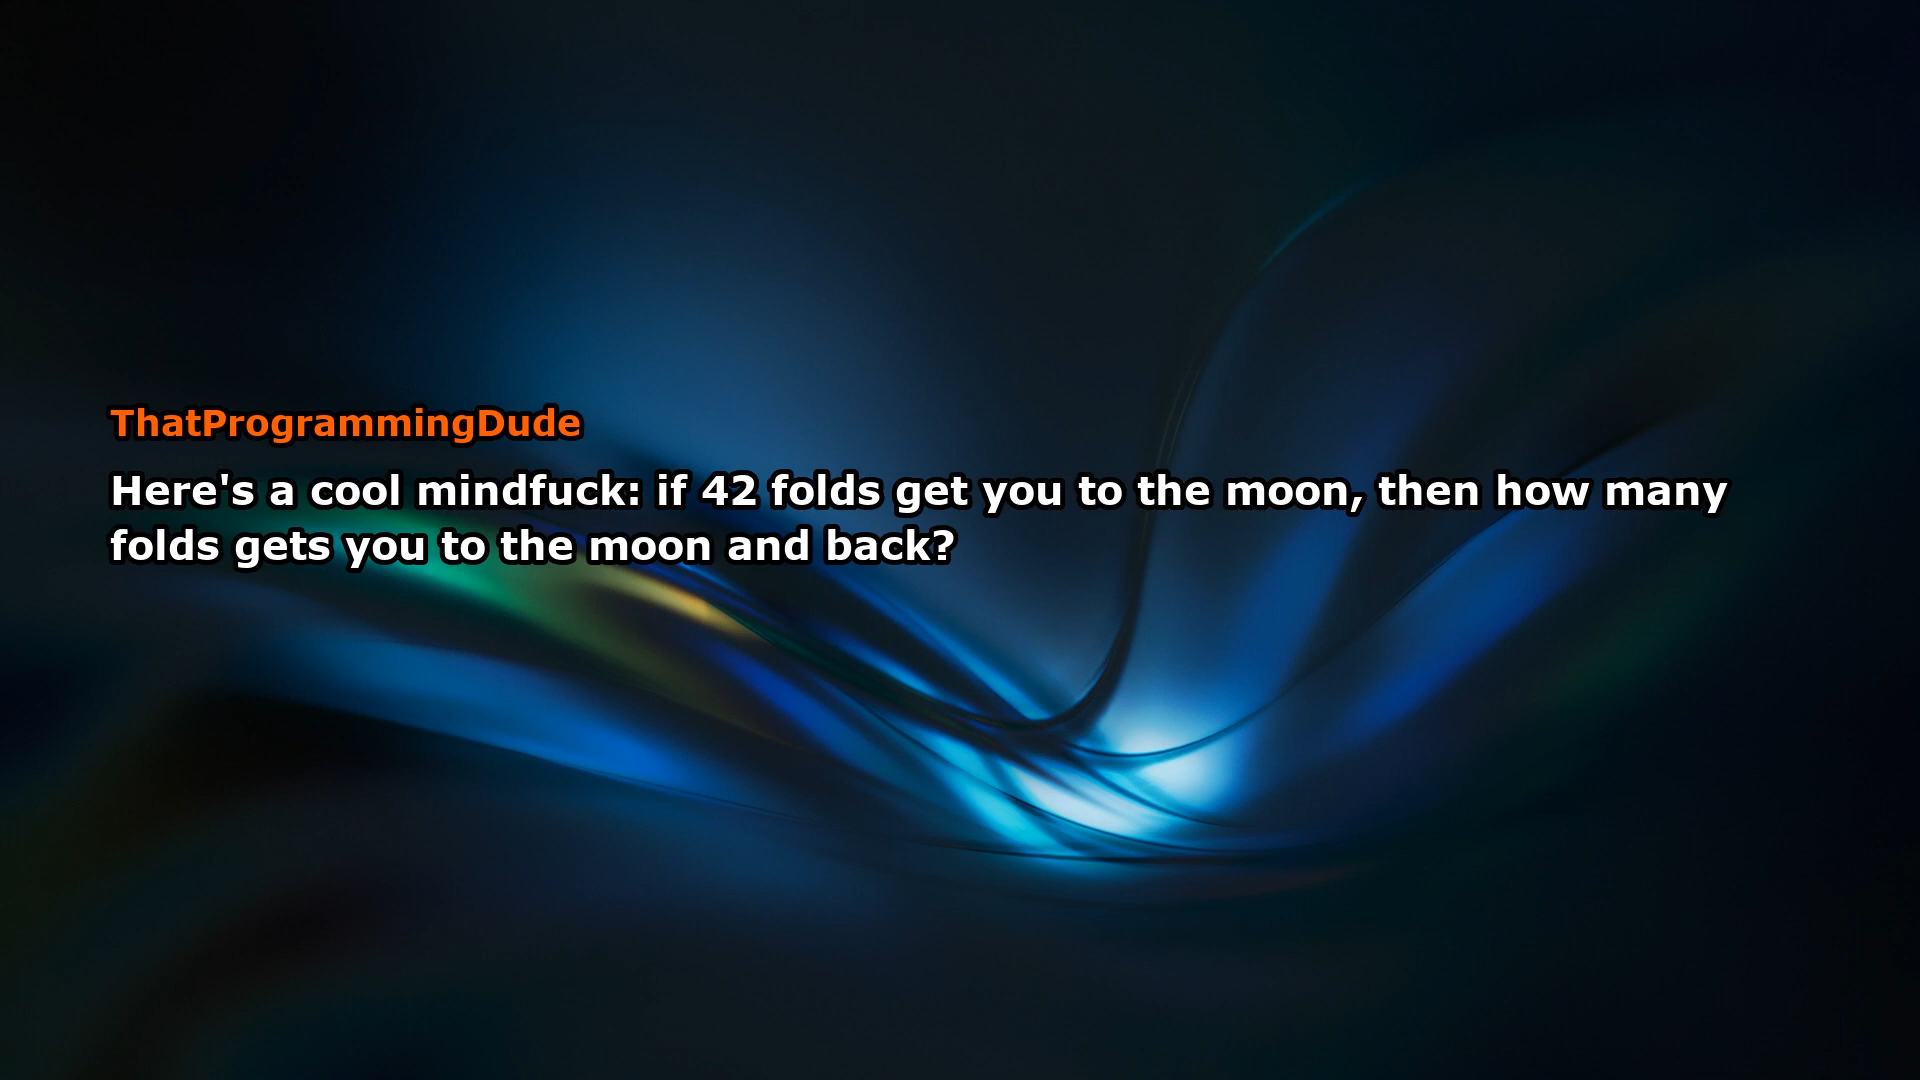 ThatProgrammingDude
Here's a cool mindfuck: if 42 folds get you to the moon, then how many
folds gets you to the moon and back?